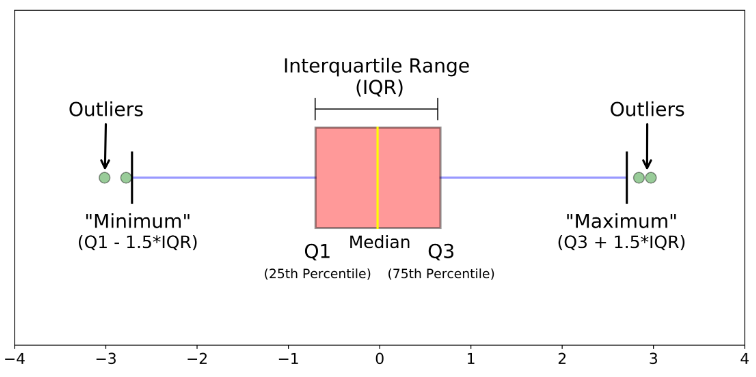 Interquartile Range
(IQR)
Outliers
Outliers
"Minimum"
(Q1 - 1.5*IQR)
"Maximum"
(Q3 + 1.5*IQR)
Median
Q1
Q3
(25th Percentile)
(75th Percentile)
−4 −3 −2 −1 0 1 2 3 4